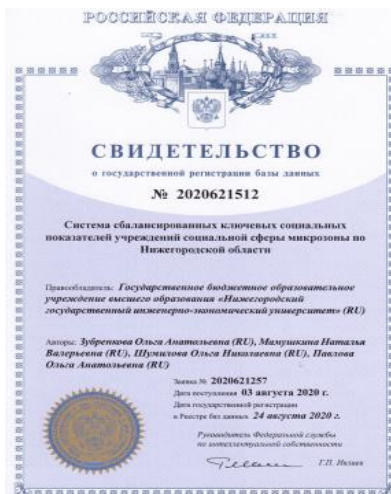 РОССИЙСКАЯ ФЕДЕРАЦИЯ
СВИДЕТЕЛЬСТВО
о государственной регистрации базы данных
№ 2020621512
Система сбалансированных ключевых социальных
показателей учреждений социальной сферы микрозоны по
Нижегородской области
Правообладатель: Государственное бюджетное образовательное
учреждение высшего образования «Нижегородский
государственный инженерно-экономический университет» (RU)
Авторы: Зубренкова Ольга Анатольевна (RU), Мамушкина Наталья
Валерьевна (RU), Шумилова Ольга Николаевна (RU), Павлова
Ольга Анатольевна (RU)
Заявка № 2020621257
Дата поступления 03 августа 2020 г.
Дата государственной регистрации
в Реестре баз данных 24 августа 2020 г.
Руководитель Федеральной службы
по интеллектуальной собственности
Г.П. Ивлиев